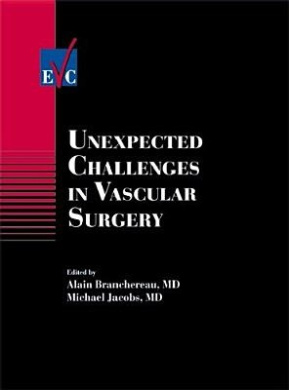 EVC
UNEXPECTED
CHALLENGES
IN VASCULAR
SURGERY
Edited by
Alain Branchereau, MD
Michael Jacobs, MD